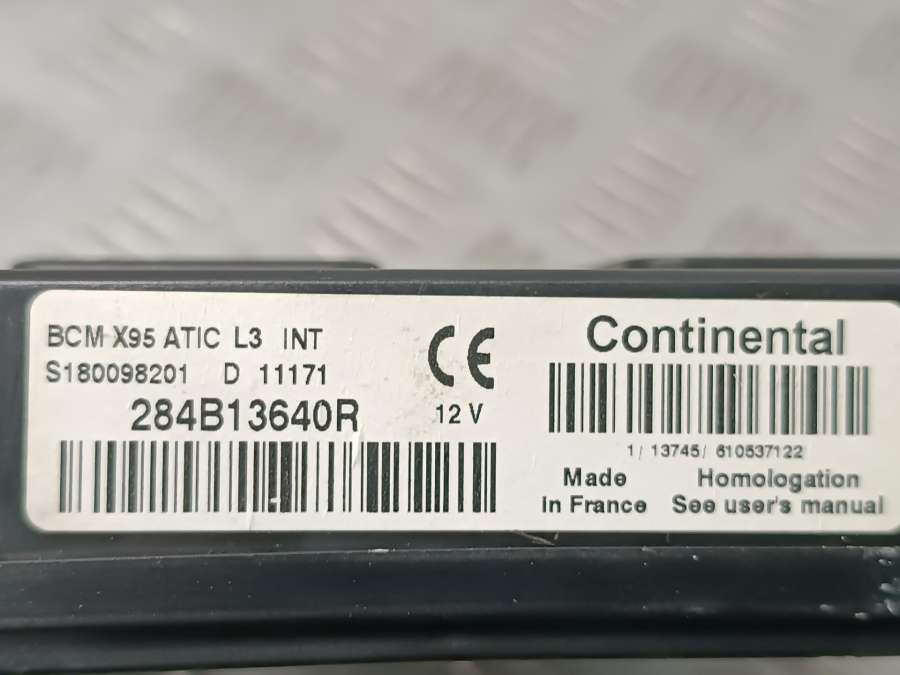 BCM X95 ATIC L3 INT
S180098201 D 11171
284B13640R
CE
12 V
Continental
1/ 13745/ 610537122
Made
in France
Homologation
See user's manual